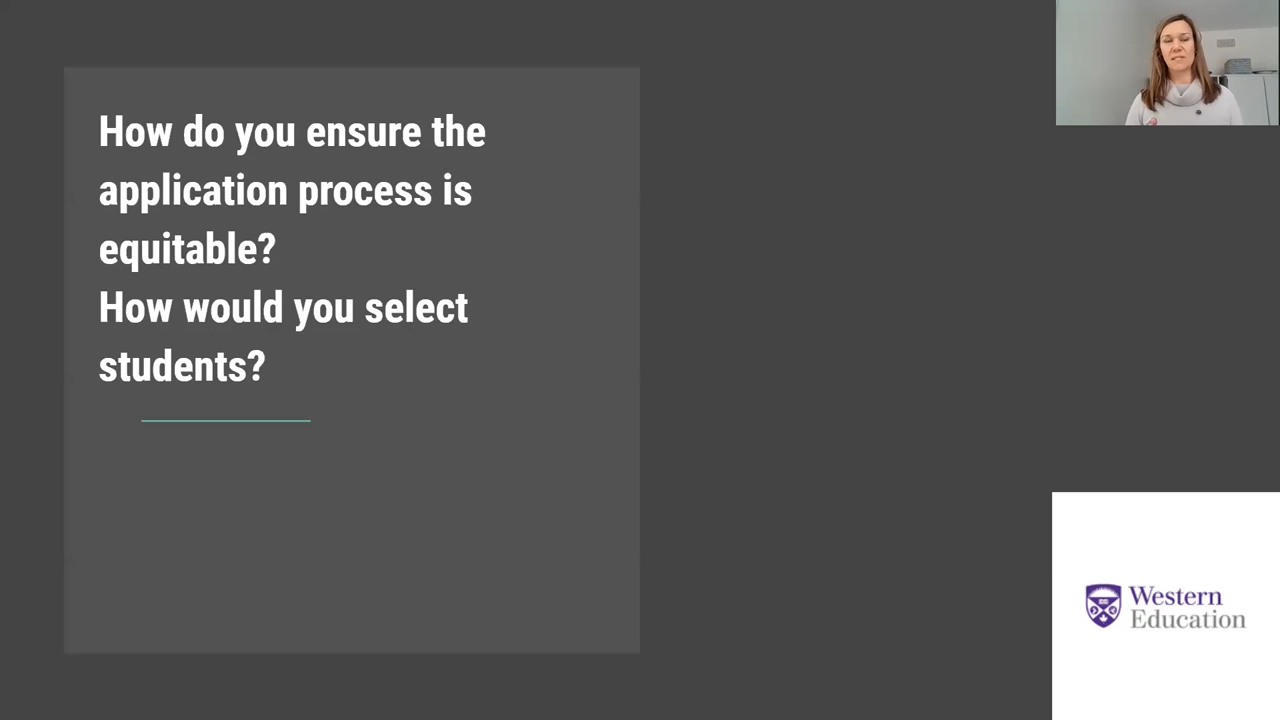 How do you ensure the
application process is
equitable?
How would you select
students?
Western
Education